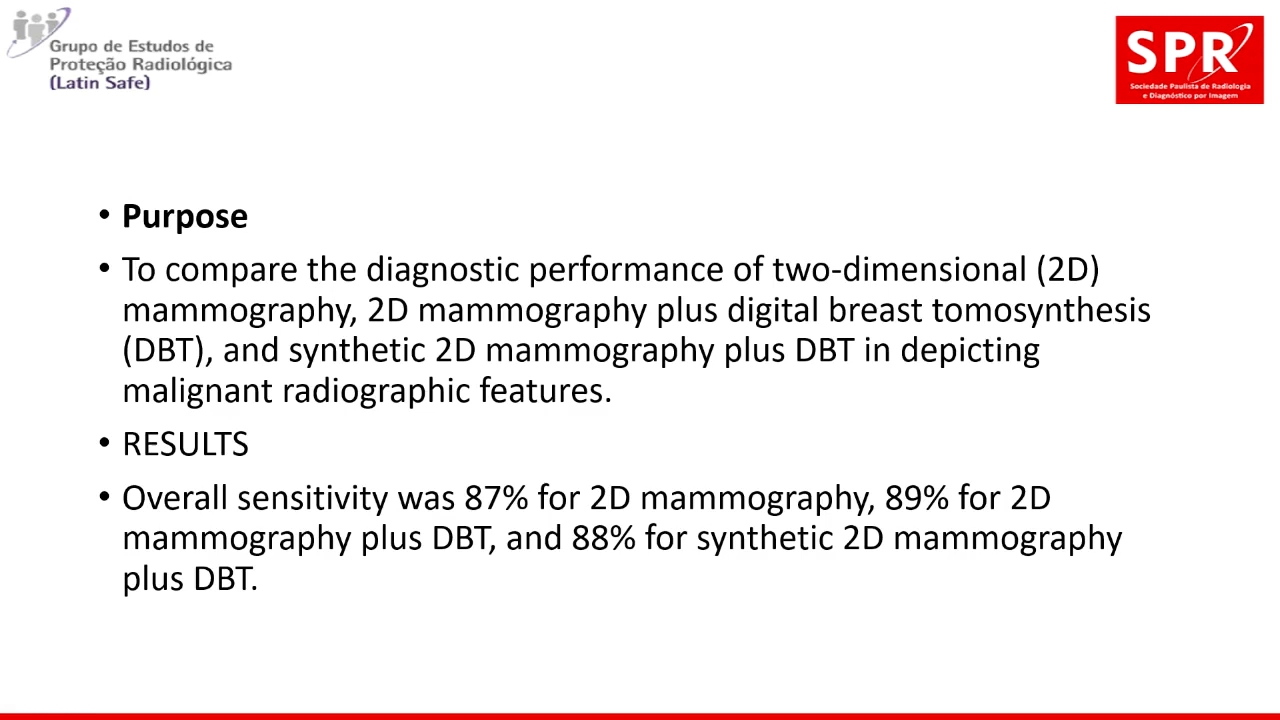 Grupo de Estudos de
Proteção Radiológica
(Latin Safe)
SPR
Sociedade Paulista de Radiologia
e Diagnóstico por Imagem
• Purpose
• To compare the diagnostic performance of two-dimensional (2D)
mammography, 2D mammography plus digital breast tomosynthesis
(DBT), and synthetic 2D mammography plus DBT in depicting
malignant radiographic features.
• RESULTS
• Overall sensitivity was 87% for 2D mammography, 89% for 2D
mammography plus DBT, and 88% for synthetic 2D mammography
plus DBT.